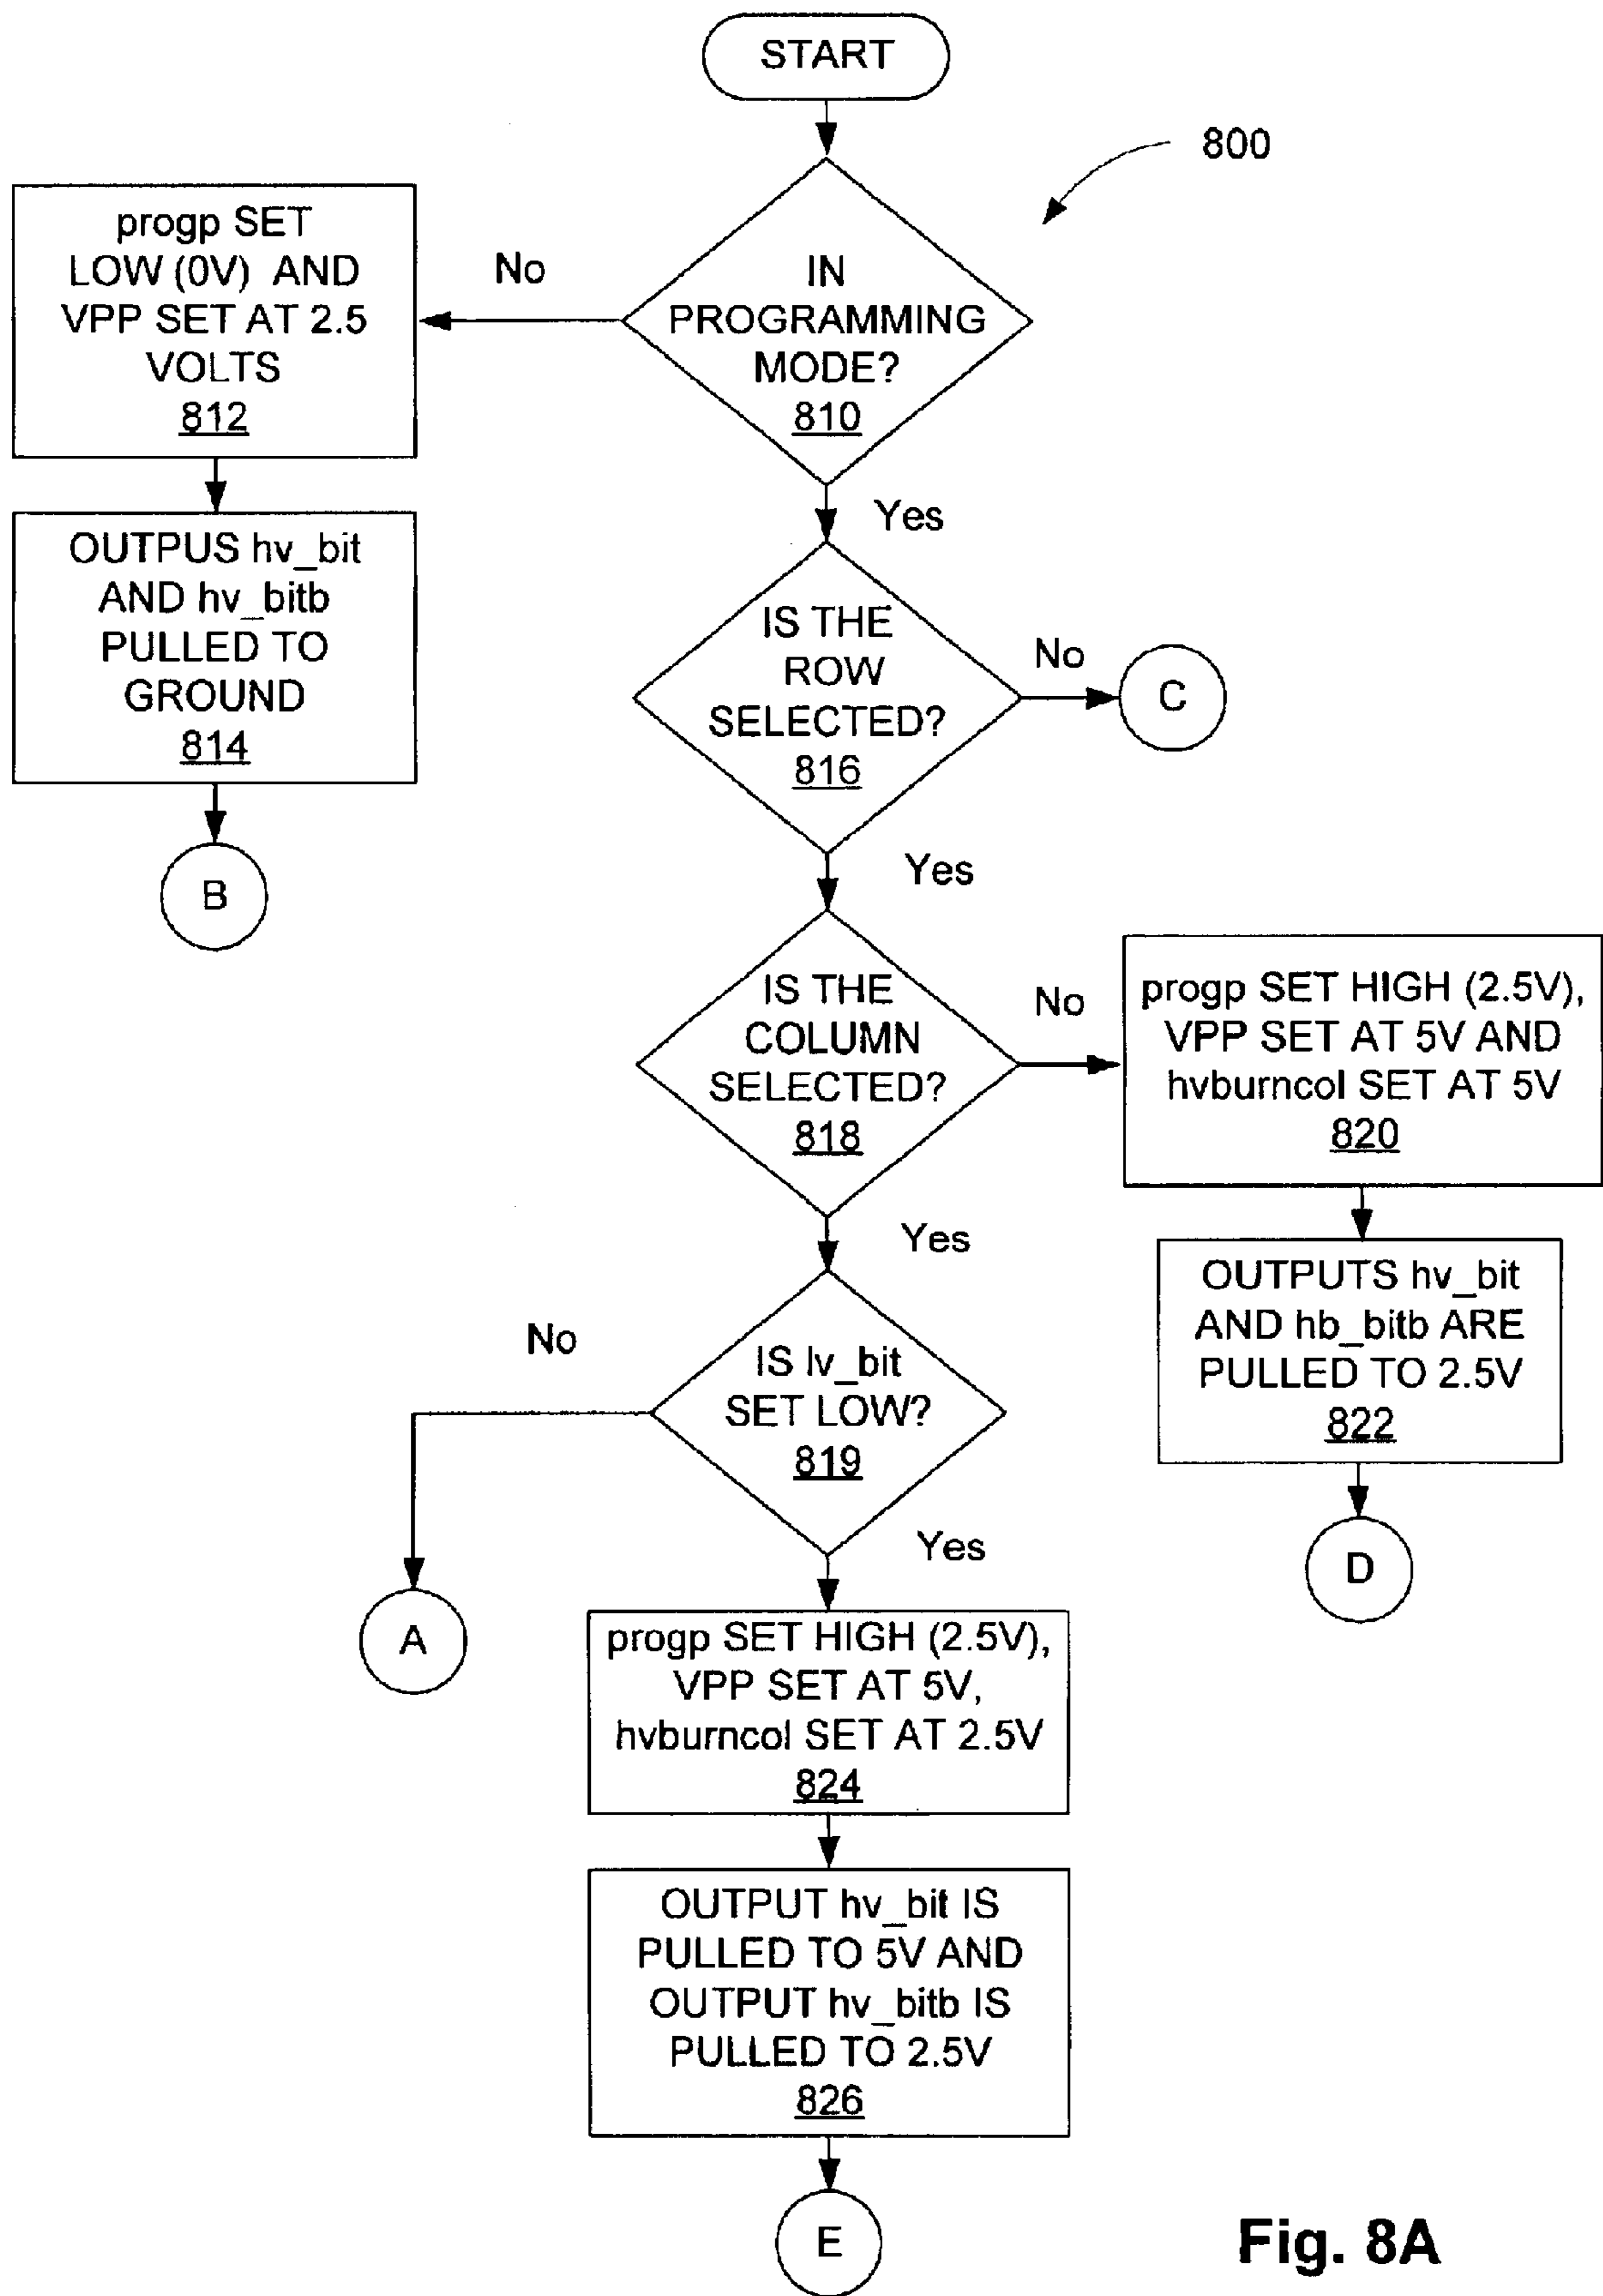 START
800
IN
PROGRAMMING
MODE?
810
No
progp SET
LOW (0V) AND
VPP SET AT 2.5
VOLTS
812
OUTPUS hv_bit
AND hv_bitb
PULLED TO
GROUND
814
B
Yes
IS THE
ROW
SELECTED?
816
No
C
Yes
IS THE
COLUMN
SELECTED?
818
No
progp SET HIGH (2.5V),
VPP SET AT 5V AND
hvburncol SET AT 5V
820
OUTPUTS hv_bit
AND hb_bitb ARE
PULLED TO 2.5V
822
D
Yes
IS lv_bit
SET LOW?
819
No
A
Yes
progp SET HIGH (2.5V),
VPP SET AT 5V,
hvburncol SET AT 2.5V
824
OUTPUT hv_bit IS
PULLED TO 5V AND
OUTPUT hv_bitb IS
PULLED TO 2.5V
826
E
Fig. 8A